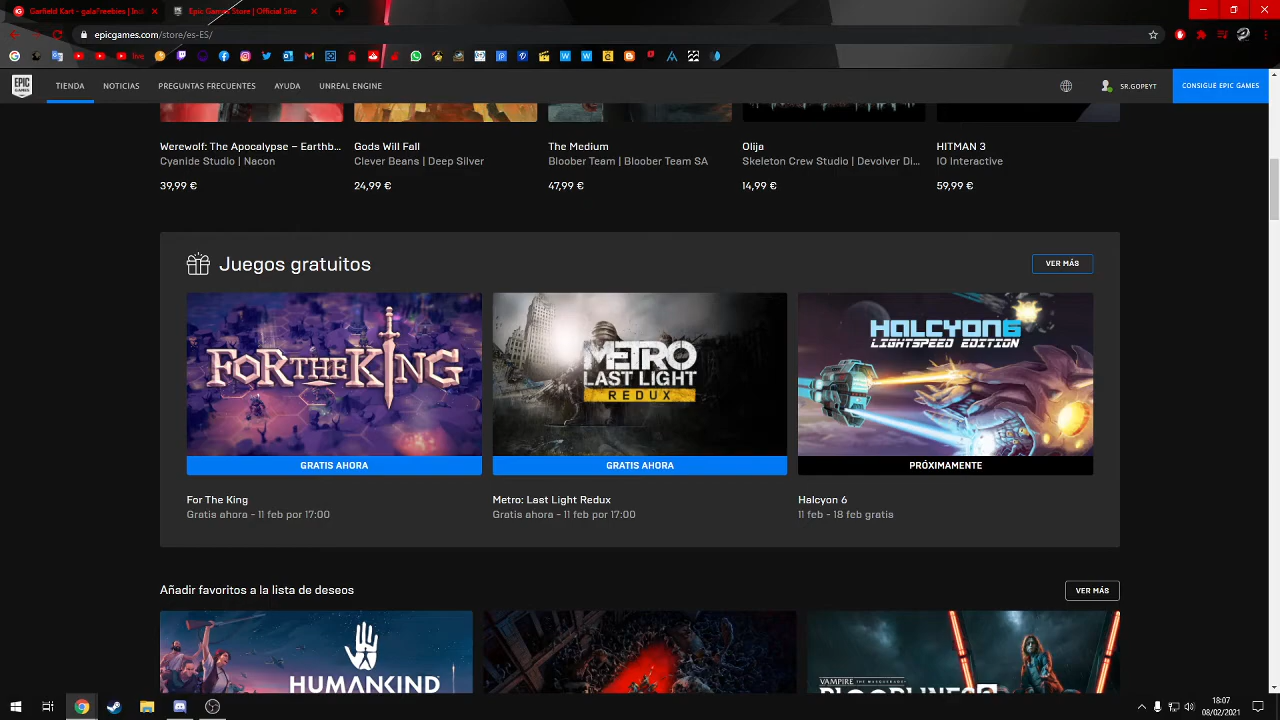 Garfield Kart - galaFreebies | Indi
Epic Games Store | Official Site
epicgames.com/store/es-ES/
live
EPIC GAMES
TIENDA
NOTICIAS
PREGUNTAS FRECUENTES
AYUDA
UNREAL ENGINE
SR.GOPEYT
CONSIGUE EPIC GAMES
Werewolf: The Apocalypse – Earthb...
Cyanide Studio | Nacon
39,99 €
Gods Will Fall
Clever Beans | Deep Silver
24,99 €
The Medium
Bloober Team | Bloober Team SA
47,99 €
Olija
Skeleton Crew Studio | Devolver Di...
14,99 €
HITMAN 3
IO Interactive
59,99 €
Juegos gratuitos
VER MÁS
FOR THE KING
GRATIS AHORA
For The King
Gratis ahora - 11 feb por 17:00
METRO
LAST LIGHT
REDUX
GRATIS AHORA
Metro: Last Light Redux
Gratis ahora - 11 feb por 17:00
HALCYON 6
LIGHTSPEED EDITION
PRÓXIMAMENTE
Halcyon 6
11 feb - 18 feb gratis
Añadir favoritos a la lista de deseos
VER MÁS
HUMANKIND
VAMPIRE THE MASQUERADE
BLOODLINES 2
18:07
08/02/2021